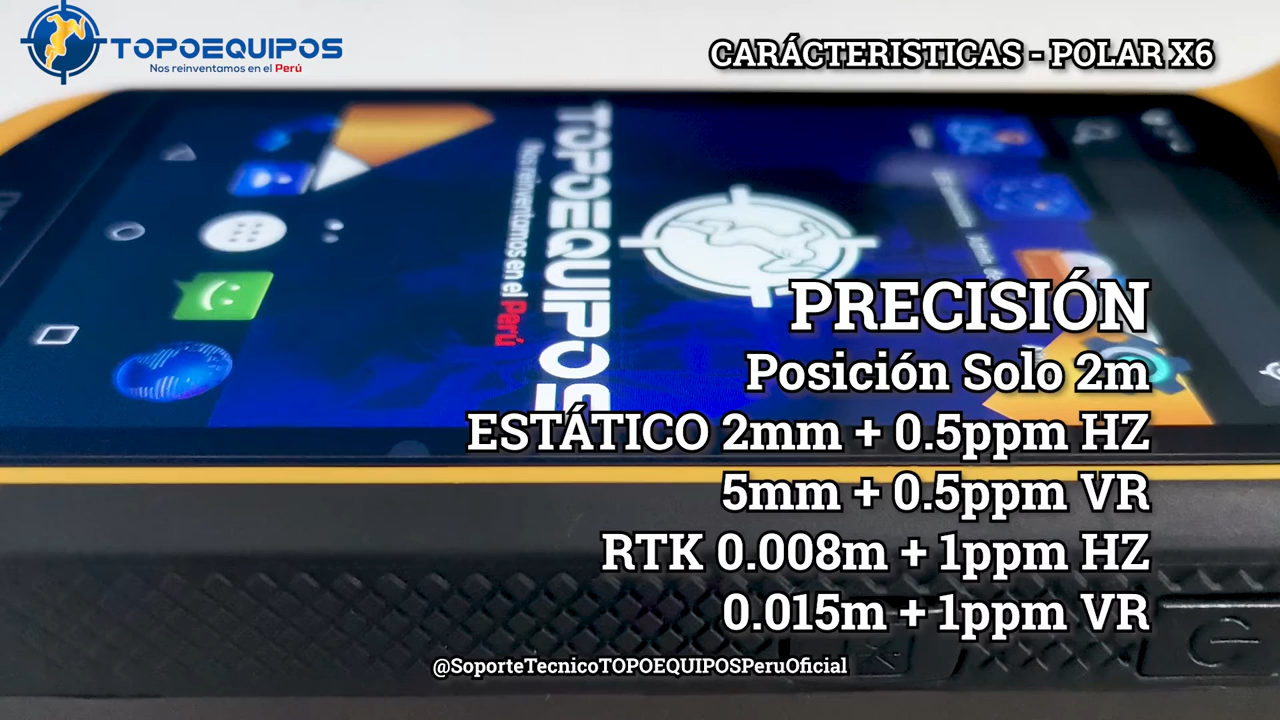 TOPOEQUIPOS
Nos reinventamos en el Perú
CARÁCTERISTICAS - POLAR X6
TOPOEQUIPOS
Nos reinventamos en el Perú
PRECISIÓN
Posición Solo 2m
ESTÁTICO 2mm + 0.5ppm HZ
5mm + 0.5ppm VR
RTK 0.008m + 1ppm HZ
0.015m + 1ppm VR
@SoporteTecnicoTOPOEQUIPOSPeruOficial